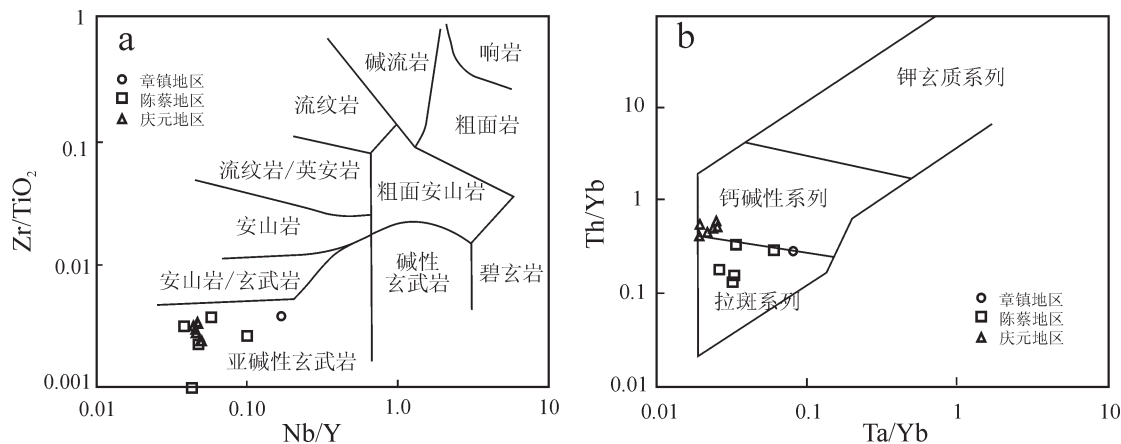 a
1
0.1
0.01
0.001
Zr/TiO2
0.01
0.10
1.0
10
Nb/Y
章镇地区
陈蔡地区
庆元地区
碱流岩
响岩
流纹岩
粗面岩
流纹岩/英安岩
粗面安山岩
安山岩
安山岩/玄武岩
碱性
玄武岩
碧玄岩
亚碱性玄武岩
b
10
1
0.1
0.01
Th/Yb
0.01
0.1
1
10
Ta/Yb
钾玄质系列
钙碱性系列
拉斑系列
章镇地区
陈蔡地区
庆元地区